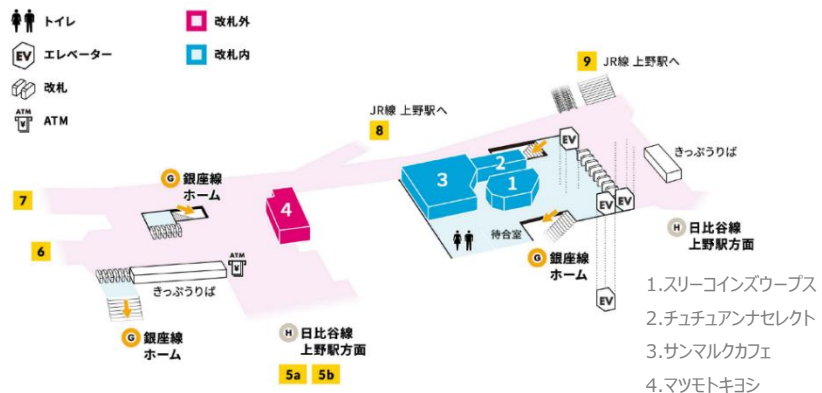 トイレ
改札外
EV エレベーター
改札内
改札
ATM ATM
9 JR線 上野駅へ
JR線 上野駅へ
8
EV
きっぷうりば
2
3
1
G 銀座線
ホーム
7
4
EV EV
H 日比谷線
上野駅方面
待合室
6
ATM
G 銀座線
ホーム
きっぷうりば
EV
1.スリーコインズウープス
2.チュチュアンナセレクト
3.サンマルクカフェ
4.マツモトキヨシ
G 銀座線
ホーム
H 日比谷線
上野駅方面
5a 5b